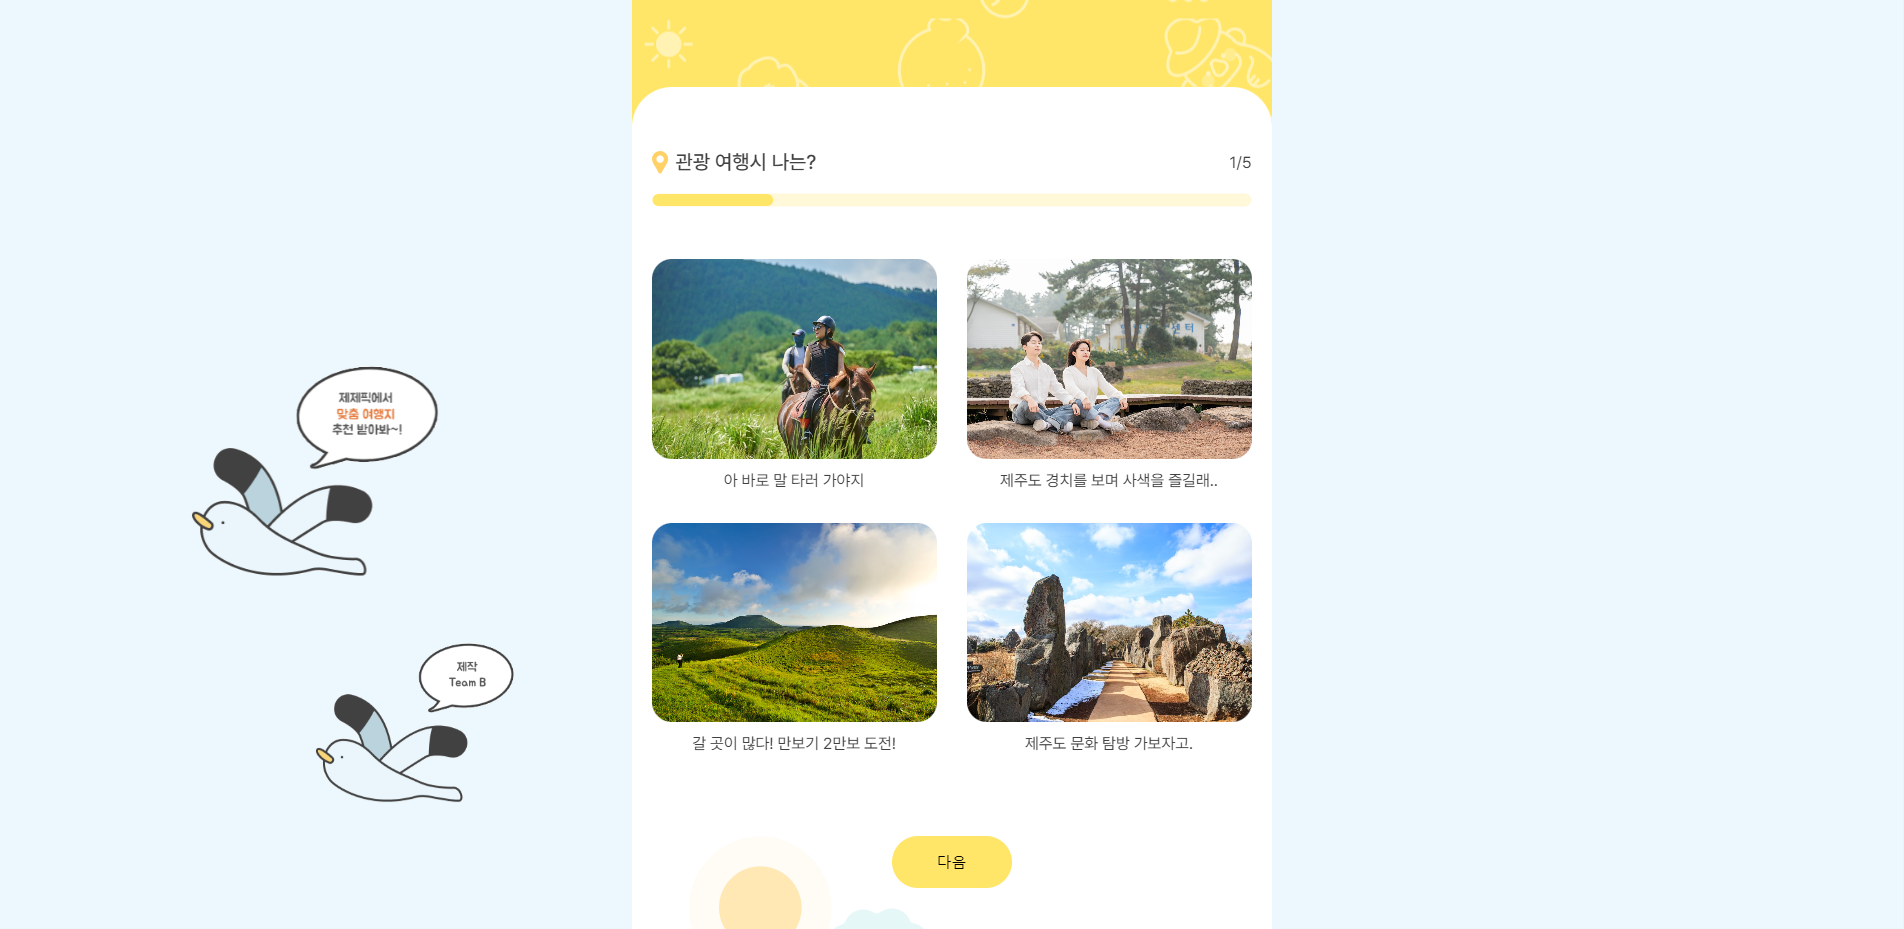 관광 여행시 나는?
1/5
제제픽에서
맞춤 여행지
추천 받아봐~!
아 바로 말 타러 가야지
제주도 경치를 보며 사색을 즐길래..
제작
Team B
갈 곳이 많다! 만보기 2만보 도전!
제주도 문화 탐방 가보자고.
다음